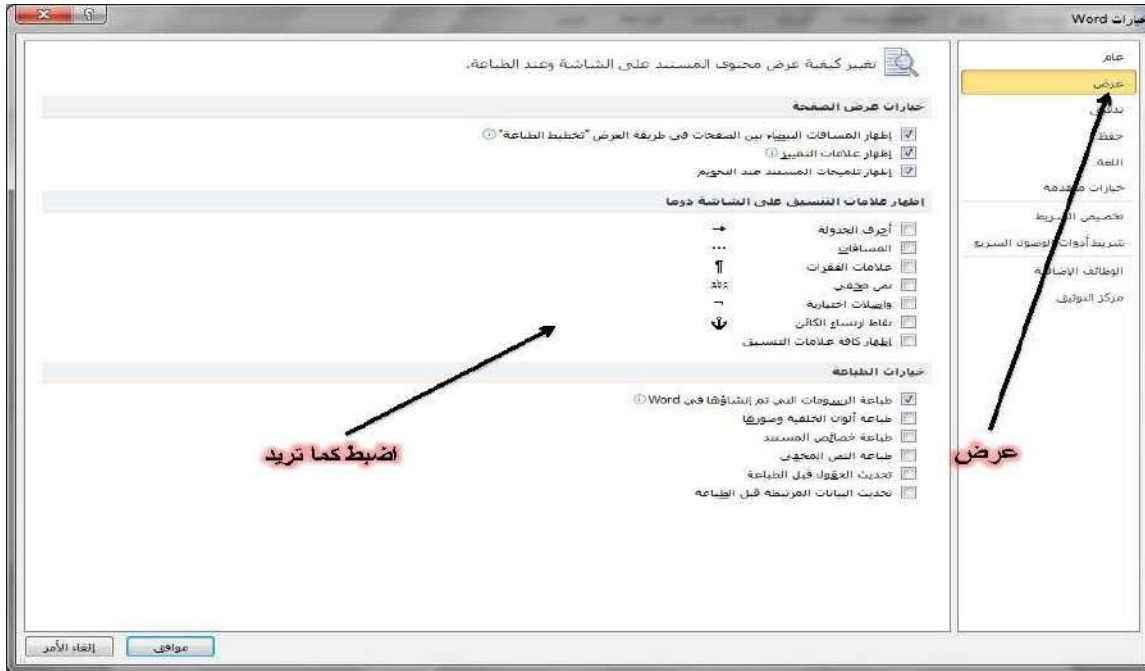 خيارات Word
عام
عرض
تدقيق
حفظ
اللغة
خيارات متقدمة
تخصيص الشريط
شريط أدوات الوصول السريع
الوظائف الإضافية
مركز التوثيق
عرض
تغيير كيفية عرض محتوى المستند على الشاشة وعند الطباعة.
خيارات عرض الصفحة
إظهار المسافات البيضاء بين الصفحات في طريقة العرض "تخطيط الطباعة"
إظهار علامات التمييز
إظهار تلميحات المستند عند التحويم
إظهار علامات التنسيق على الشاشة دوما
أحرف الجدولة →
المسافات ...
علامات الفقرات ¶
نص مخفي abc
واصلات اختيارية ¬
نقاط ارتساء الكائن
إظهار كافة علامات التنسيق
خيارات الطباعة
طباعة الرسومات التي تم إنشاؤها في Word
طباعة ألوان الخلفية وصورها
طباعة خصائص المستند
طباعة النص المخفي
تحديث الحقول قبل الطباعة
تحديث البيانات المرتبطة قبل الطباعة
اضبط كما تريد
موافق
إلغاء الأمر